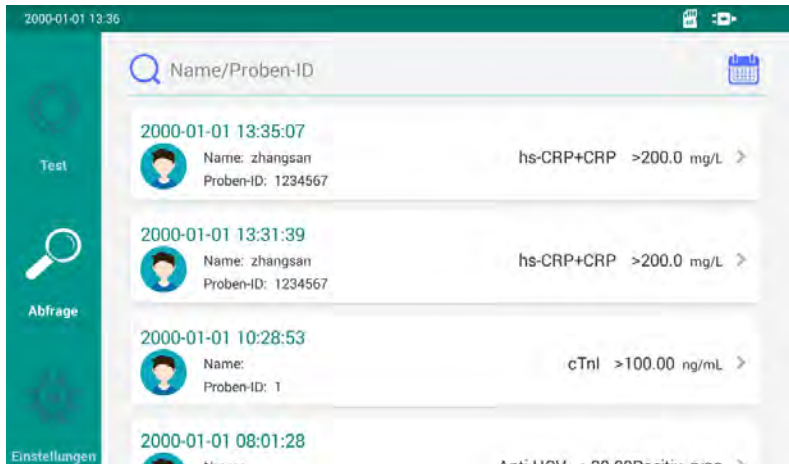 2000-01-01 13:36
Name/Proben-ID
2000-01-01 13:35:07
Name: zhangsan
hs-CRP+CRP >200.0 mg/L >
Proben-ID: 1234567
Test
2000-01-01 13:31:39
Name: zhangsan
hs-CRP+CRP >200.0 mg/L >
Proben-ID: 1234567
Abfrage
2000-01-01 10:28:53
Name:
cTnI >100.00 ng/mL >
Proben-ID: 1
2000-01-01 08:01:28
Einstellungen